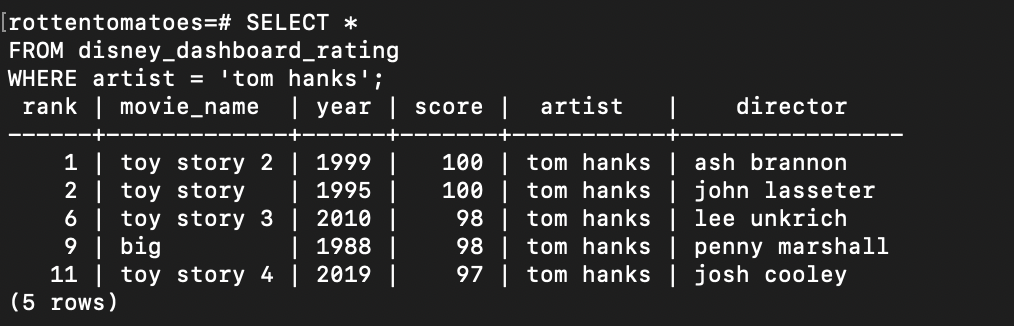 [rottentomatoes=# SELECT *
FROM disney_dashboard_rating
WHERE artist = 'tom hanks';
 rank |  movie_name  | year | score |  artist   |    director
------+--------------+------+-------+-----------+----------------
    1 | toy story 2  | 1999 |   100 | tom hanks | ash brannon
    2 | toy story    | 1995 |   100 | tom hanks | john lasseter
    6 | toy story 3  | 2010 |    98 | tom hanks | lee unkrich
    9 | big          | 1988 |    98 | tom hanks | penny marshall
   11 | toy story 4  | 2019 |    97 | tom hanks | josh cooley
(5 rows)